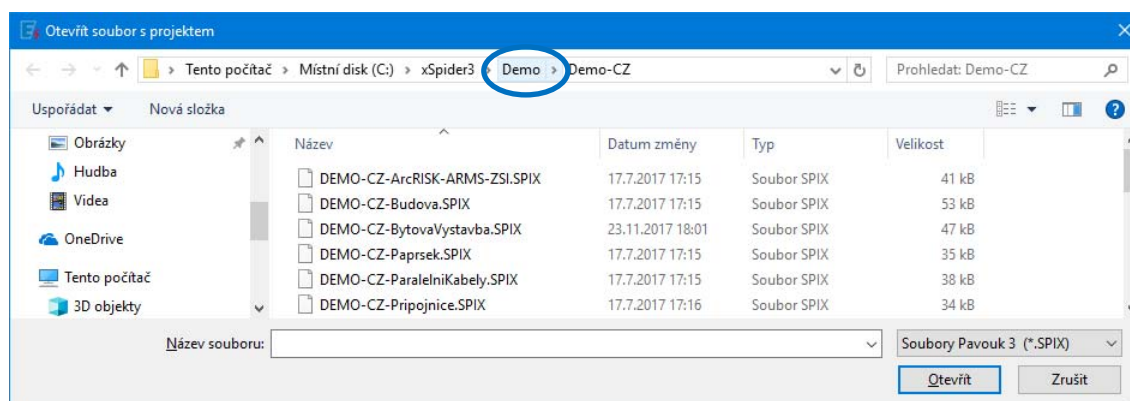 Otevřít soubor s projektem
Tento počítač › Místní disk (C:) › xSpider3 › Demo › Demo-CZ
Prohledat: Demo-CZ
Uspořádat
Nová složka
Obrázky
Hudba
Videa
OneDrive
Tento počítač
3D objekty
Název Datum změny Typ Velikost
DEMO-CZ-ArcRISK-ARMS-ZSI.SPIX 17.7.2017 17:15 Soubor SPIX 41 kB
DEMO-CZ-Budova.SPIX 17.7.2017 17:15 Soubor SPIX 53 kB
DEMO-CZ-BytovaVystavba.SPIX 23.11.2017 18:01 Soubor SPIX 47 kB
DEMO-CZ-Paprsek.SPIX 17.7.2017 17:15 Soubor SPIX 35 kB
DEMO-CZ-ParalelniKabely.SPIX 17.7.2017 17:15 Soubor SPIX 38 kB
DEMO-CZ-Pripojnice.SPIX 17.7.2017 17:16 Soubor SPIX 34 kB
Název souboru:
Soubory Pavouk 3 (*.SPIX)
Otevřít
Zrušit